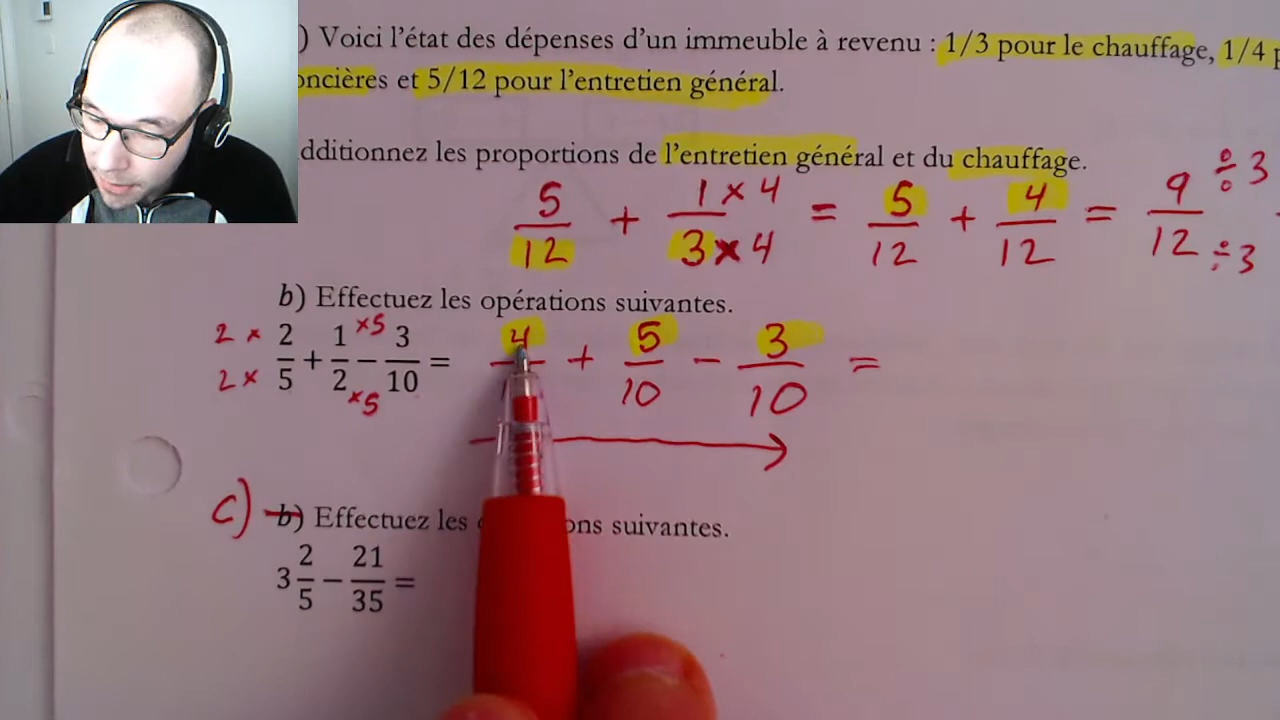 ) Voici l'état des dépenses d'un immeuble à revenu : 1/3 pour le chauffage, 1/4 p
oncières et 5/12 pour l'entretien général.
dditionnez les proportions de l'entretien général et du chauffage.
5/12 + 1×4/3×4 = 5/12 + 4/12 = 9÷3/12÷3
b) Effectuez les opérations suivantes.
2×2/2×5 + 1×5/2×5 − 3/10 = 4/ + 5/10 − 3/10 =
c) b) Effectuez les ons suivantes.
3 2/5 − 21/35 =